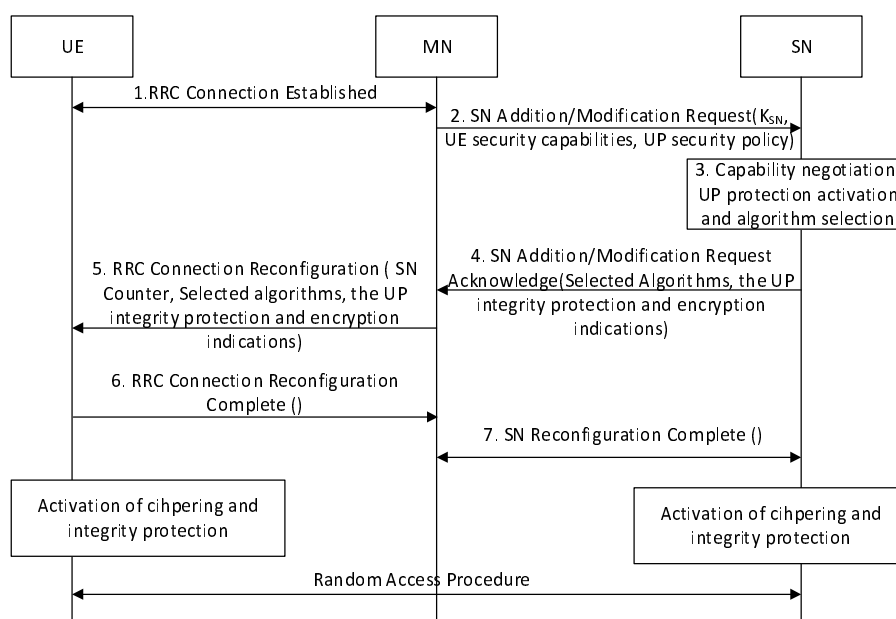 UE
MN
SN
1.RRC Connection Established
2. SN Addition/Modification Request(KSN,
UE security capabilities, UP security policy)
3. Capability negotiation
UP protection activation
and algorithm selection
4. SN Addition/Modification Request
Acknowledge(Selected Algorithms, the UP
integrity protection and encryption
indications)
5. RRC Connection Reconfiguration ( SN
Counter, Selected algorithms, the UP
integrity protection and encryption
indications)
6. RRC Connection Reconfiguration
Complete ()
7. SN Reconfiguration Complete ()
Activation of cihpering and
integrity protection
Activation of cihpering and
integrity protection
Random Access Procedure